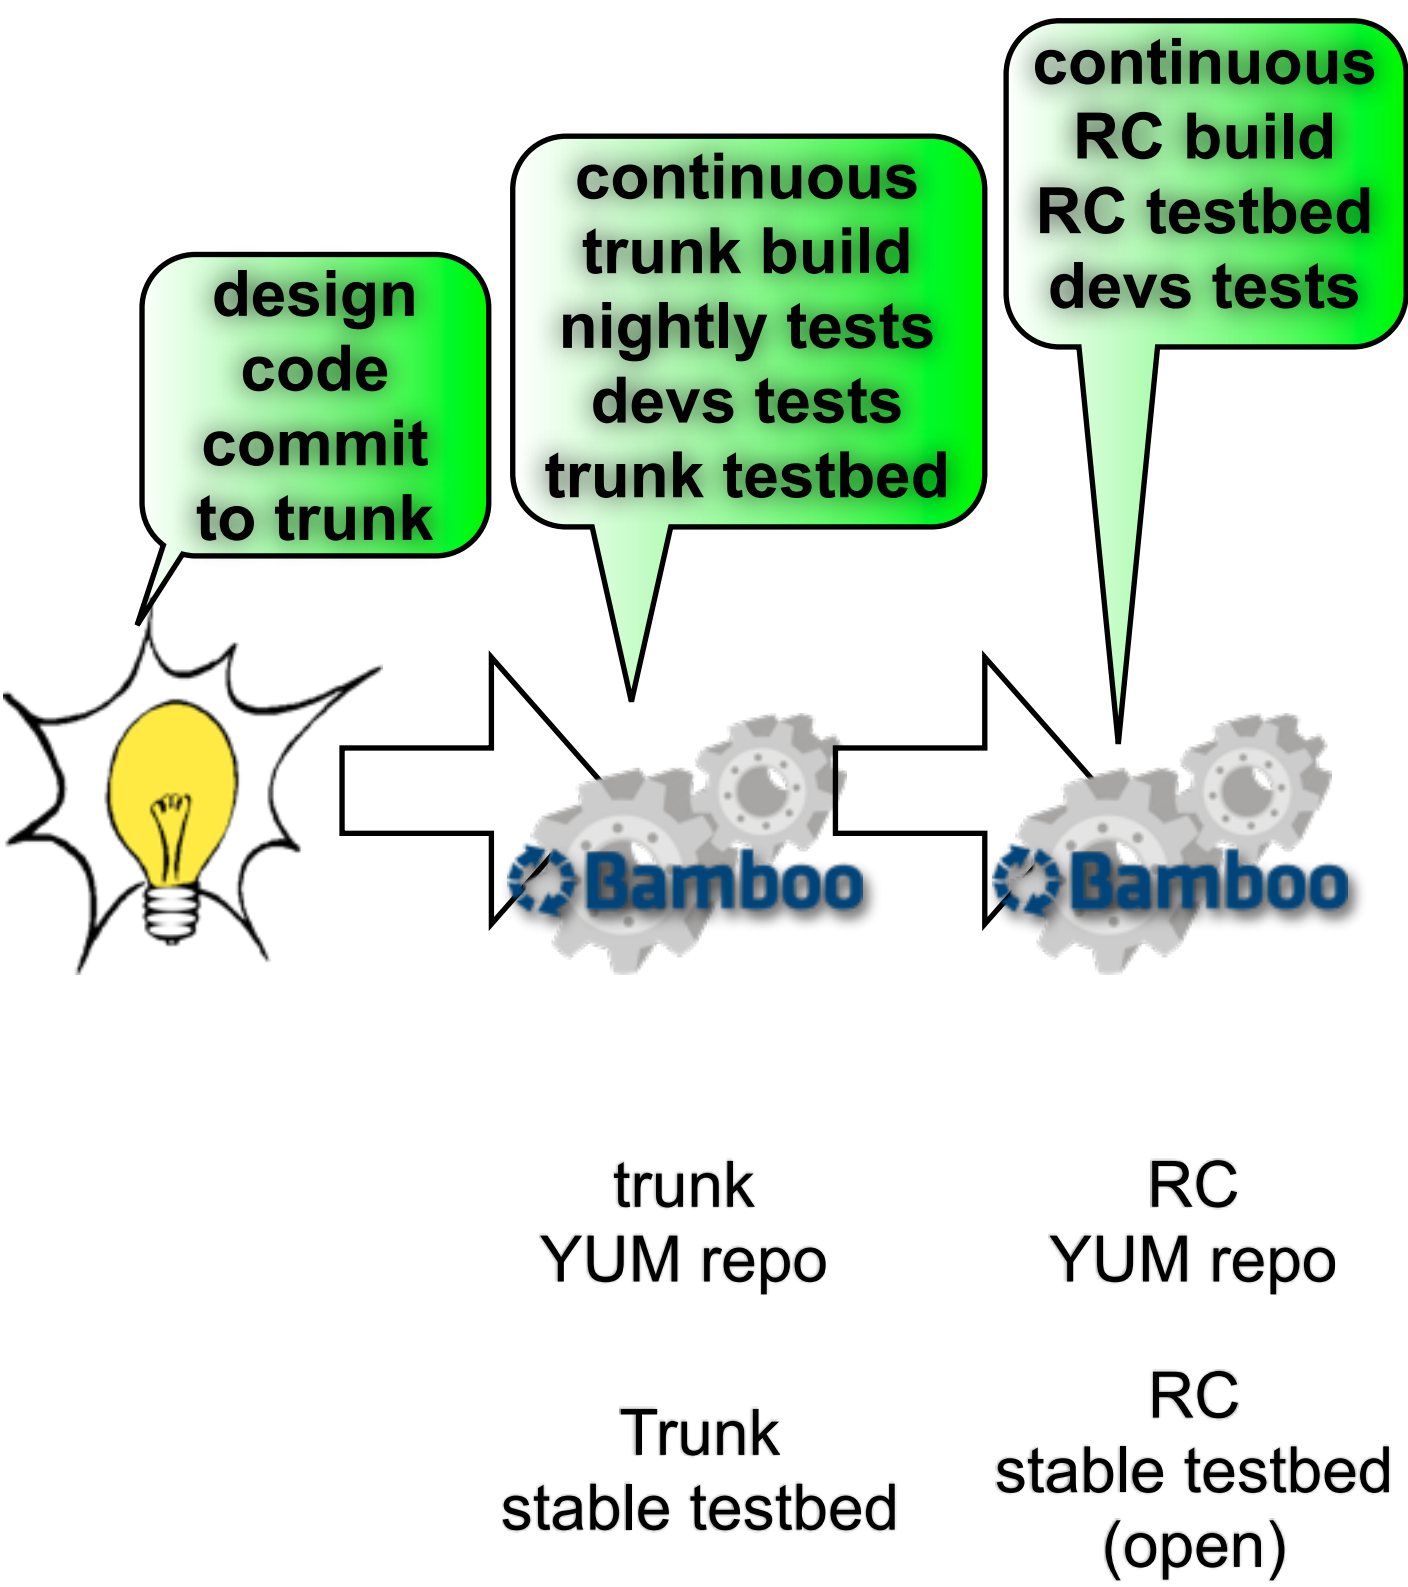 design
code
commit
to trunk
continuous
trunk build
nightly tests
devs tests
trunk testbed
continuous
RC build
RC testbed
devs tests
Bamboo
Bamboo
trunk
YUM repo
RC
YUM repo
Trunk
stable testbed
RC
stable testbed
(open)